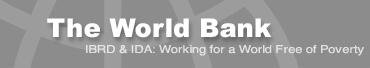 The World Bank
IBRD & IDA: Working for a World Free of Poverty